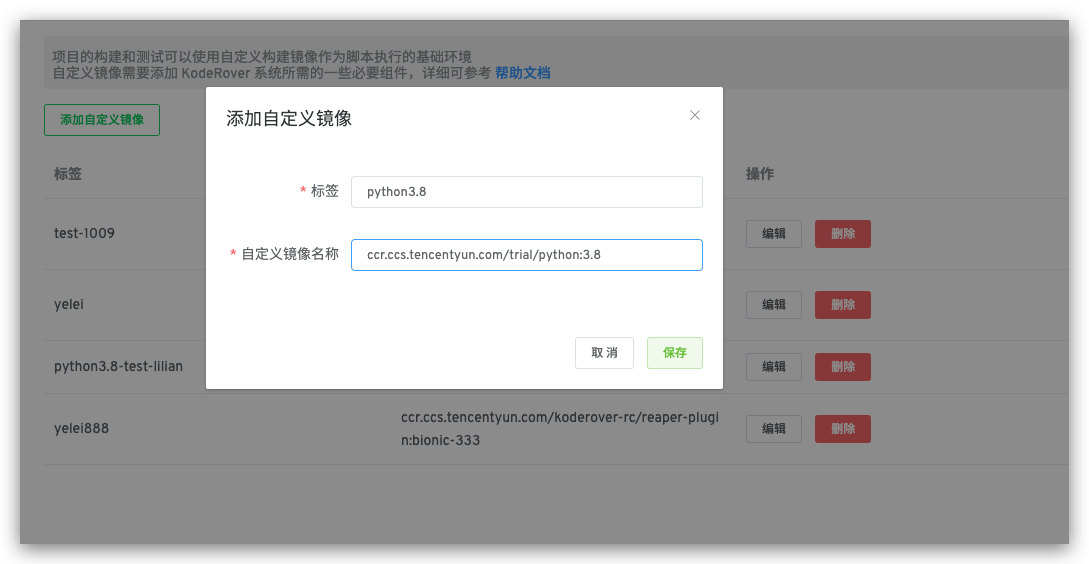 项目的构建和测试可以使用自定义构建镜像作为脚本执行的基础环境
自定义镜像需要添加 KodeRover 系统所需的一些必要组件，详细可参考 帮助文档
添加自定义镜像
标签
操作
test-1009
编辑
删除
yelei
编辑
删除
python3.8-test-lilian
编辑
删除
yelei888
ccr.ccs.tencentyun.com/koderover-rc/reaper-plugi
n:bionic-333
编辑
删除
添加自定义镜像
* 标签
python3.8
* 自定义镜像名称
ccr.ccs.tencentyun.com/trial/python:3.8
取 消
保存